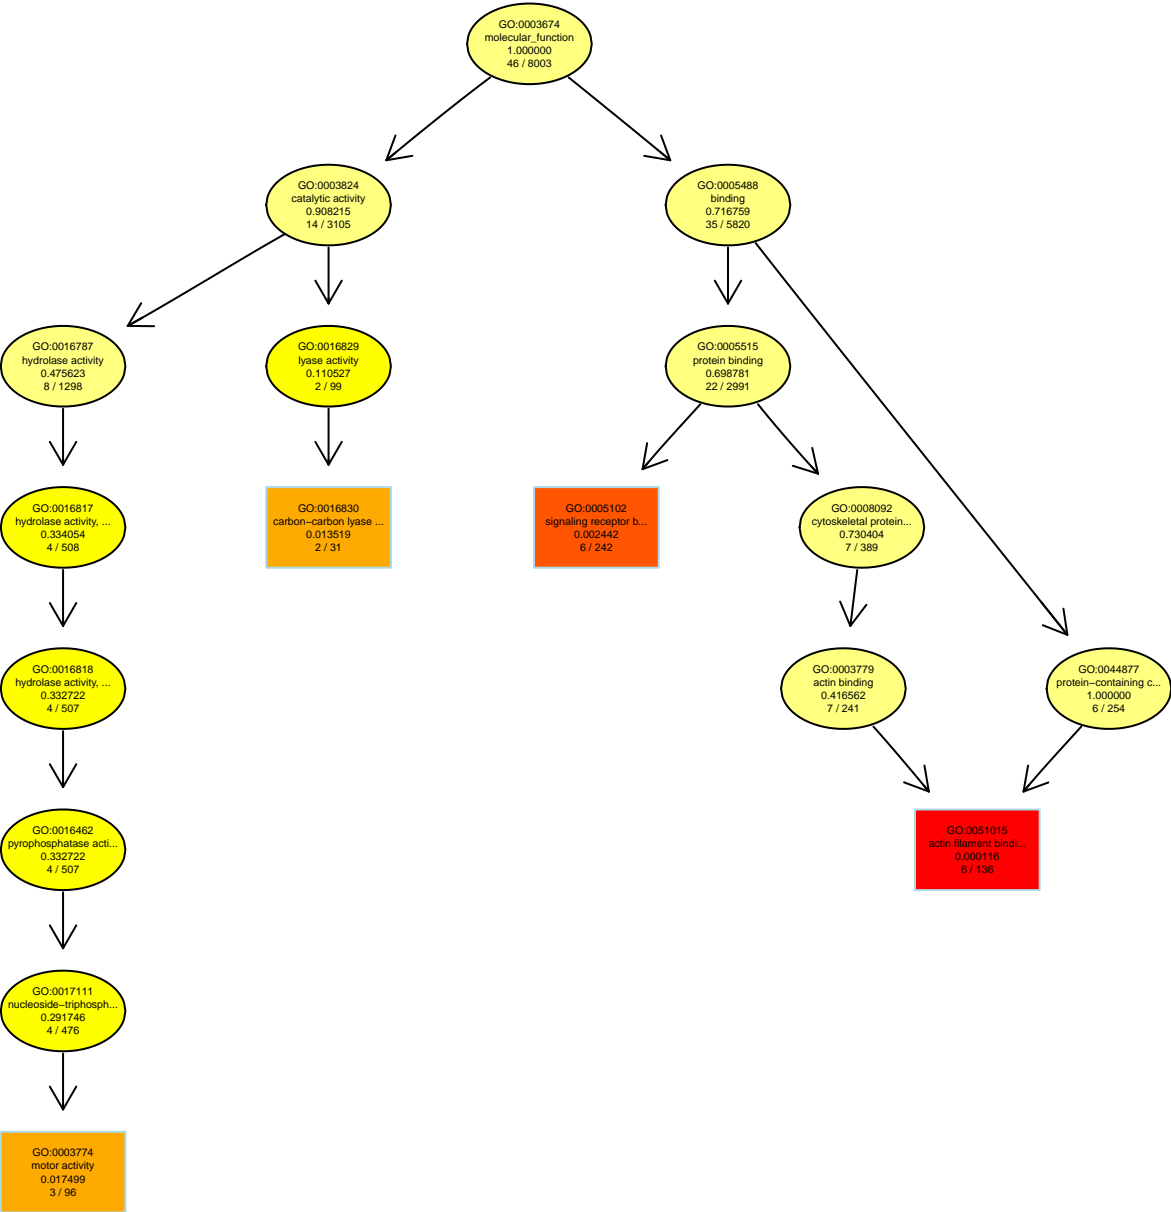 GO:0003674
molecular_function
1.000000
46 / 8003
GO:0003824
catalytic activity
0.908215
14 / 3105
GO:0005488
binding
0.716759
35 / 5820
GO:0016787
hydrolase activity
0.475623
8 / 1298
GO:0016829
lyase activity
0.110527
2 / 99
GO:0005515
protein binding
0.698781
22 / 2991
GO:0016817
hydrolase activity, ...
0.334054
4 / 508
GO:0016830
carbon−carbon lyase ...
0.013519
2 / 31
GO:0005102
signaling receptor b...
0.002442
6 / 242
GO:0008092
cytoskeletal protein...
0.730404
7 / 389
GO:0016818
hydrolase activity, ...
0.332722
4 / 507
GO:0003779
actin binding
0.416562
7 / 241
GO:0044877
protein−containing c...
1.000000
6 / 254
GO:0016462
pyrophosphatase acti...
0.332722
4 / 507
GO:0051015
actin filament bindi...
0.000116
6 / 136
GO:0017111
nucleoside−triphosph...
0.291746
4 / 476
GO:0003774
motor activity
0.017499
3 / 96